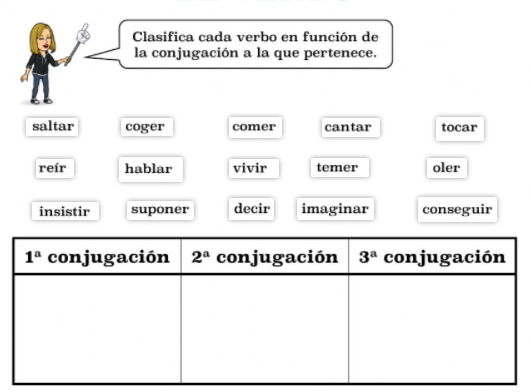 Clasifica cada verbo en función de
la conjugación a la que pertenece.
saltar coger comer cantar tocar
reír hablar vivir temer oler
insistir suponer decir imaginar conseguir
1ª conjugación 2ª conjugación 3ª conjugación